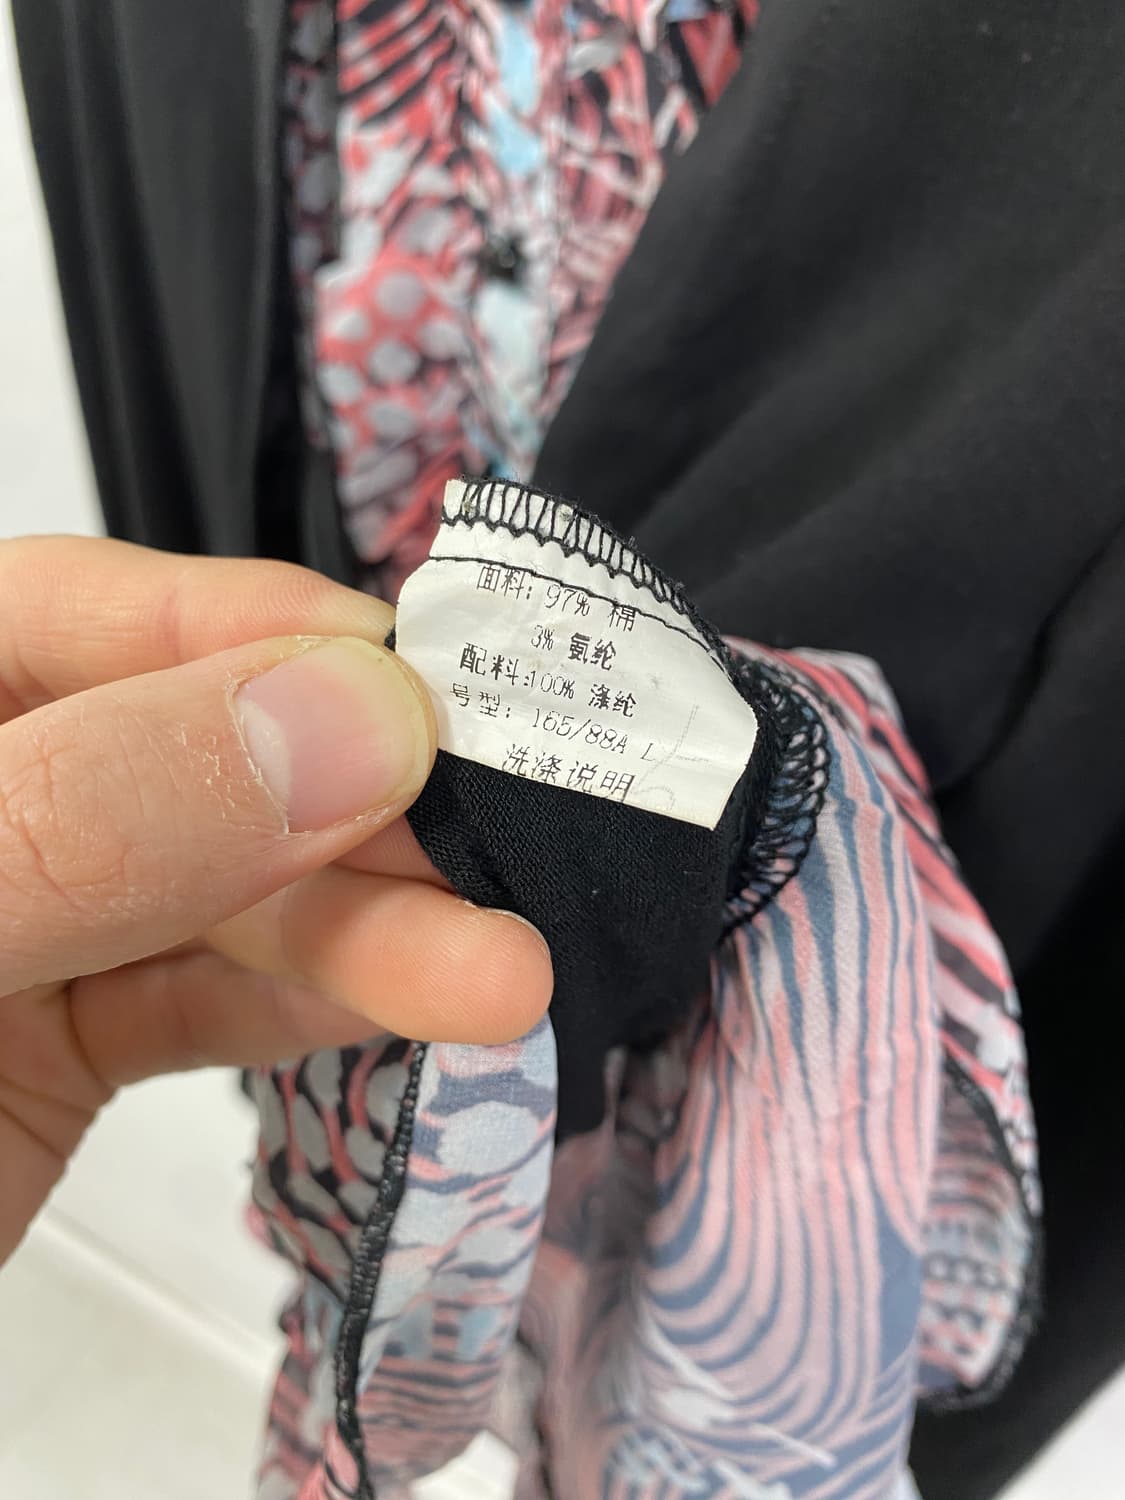 面料: 97% 棉
3% 氨纶
配料:100% 涤纶
号型: 165/88A L
洗涤说明